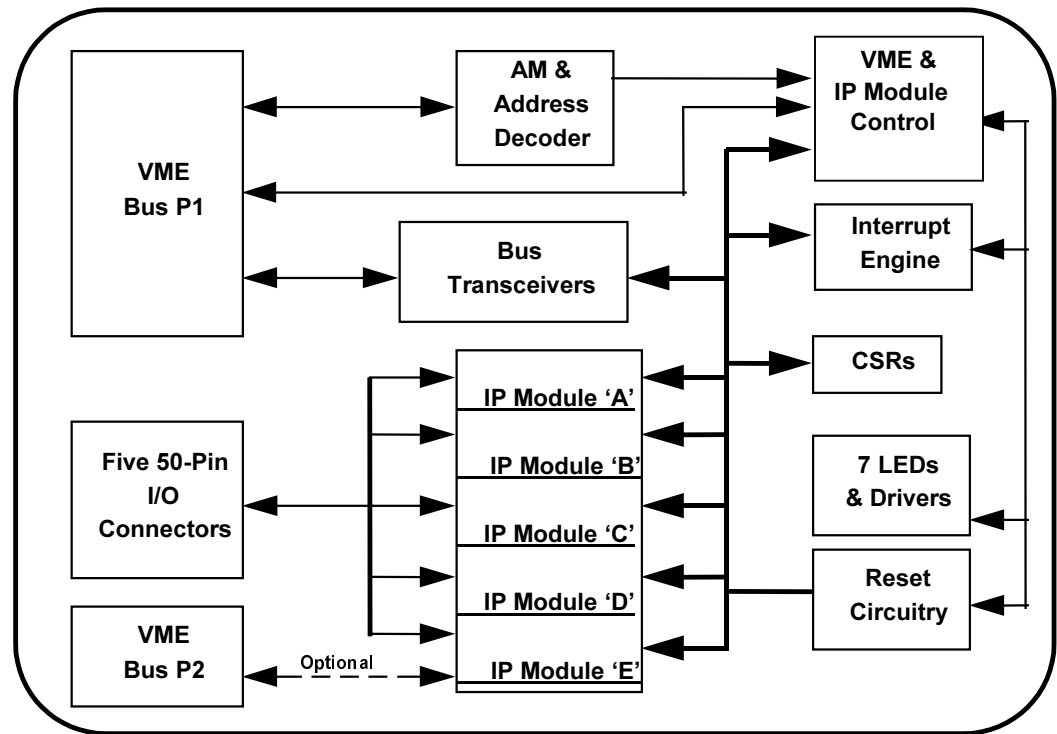 VME
Bus P1
AM &
Address
Decoder
VME &
IP Module
Control
Bus
Transceivers
Interrupt
Engine
CSRs
IP Module ‘A’
IP Module ‘B’
IP Module ‘C’
IP Module ‘D’
IP Module ‘E’
Five 50-Pin
I/O
Connectors
7 LEDs
& Drivers
Reset
Circuitry
VME
Bus P2
Optional